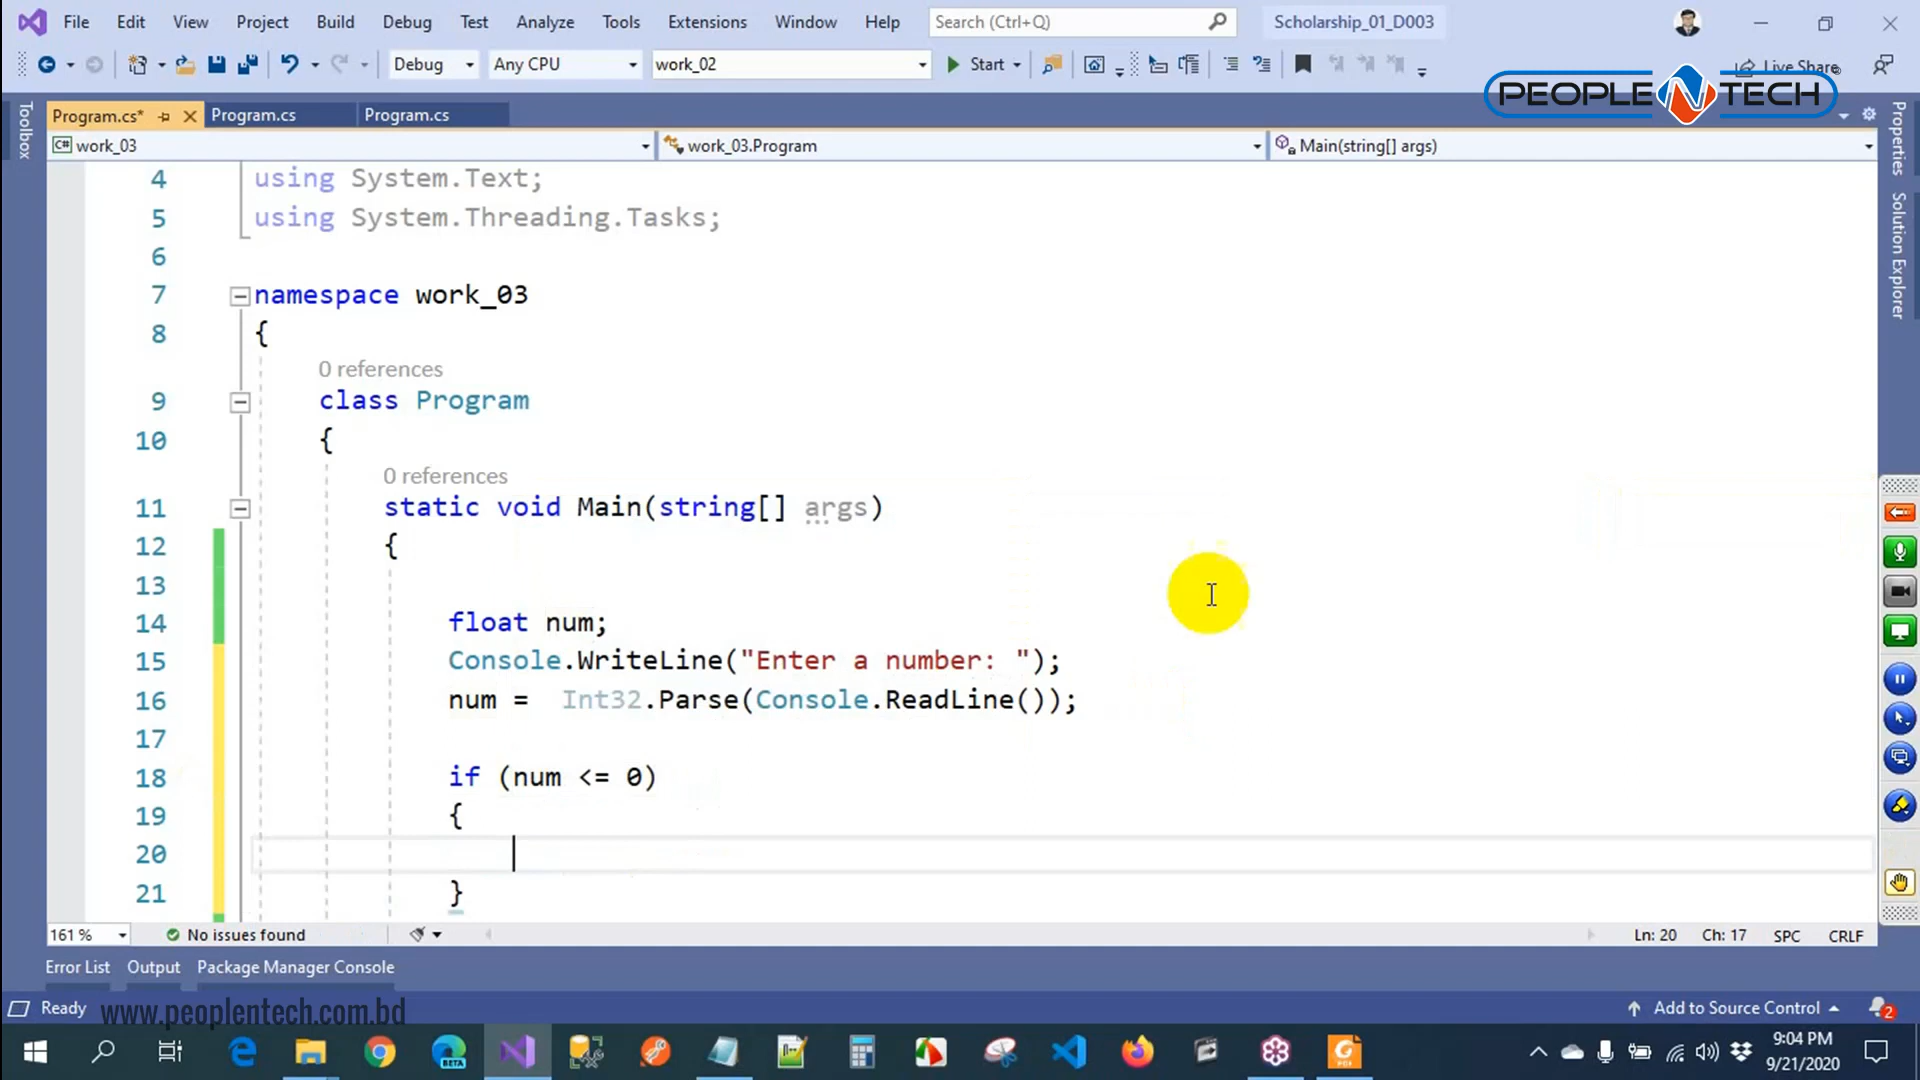 File Edit View Project Build Debug Test Analyze Tools Extensions Window Help Search (Ctrl+Q) Scholarship_01_D003
Debug Any CPU work_02 Start Live Share
PEOPLE N TECH
Program.cs* Program.cs Program.cs
work_03 work_03.Program Main(string[] args)
Toolbox
Properties
Solution Explorer
4 using System.Text;
5 using System.Threading.Tasks;
6
7 namespace work_03
8 {
0 references
9 class Program
10 {
0 references
11 static void Main(string[] args)
12 {
13
14 float num;
15 Console.WriteLine("Enter a number: ");
16 num =  Int32.Parse(Console.ReadLine());
17
18 if (num <= 0)
19 {
20
21 }
161 % No issues found Ln: 20 Ch: 17 SPC CRLF
Error List Output Package Manager Console
Ready www.peoplentech.com.bd Add to Source Control 2
BETA
9:04 PM
9/21/2020